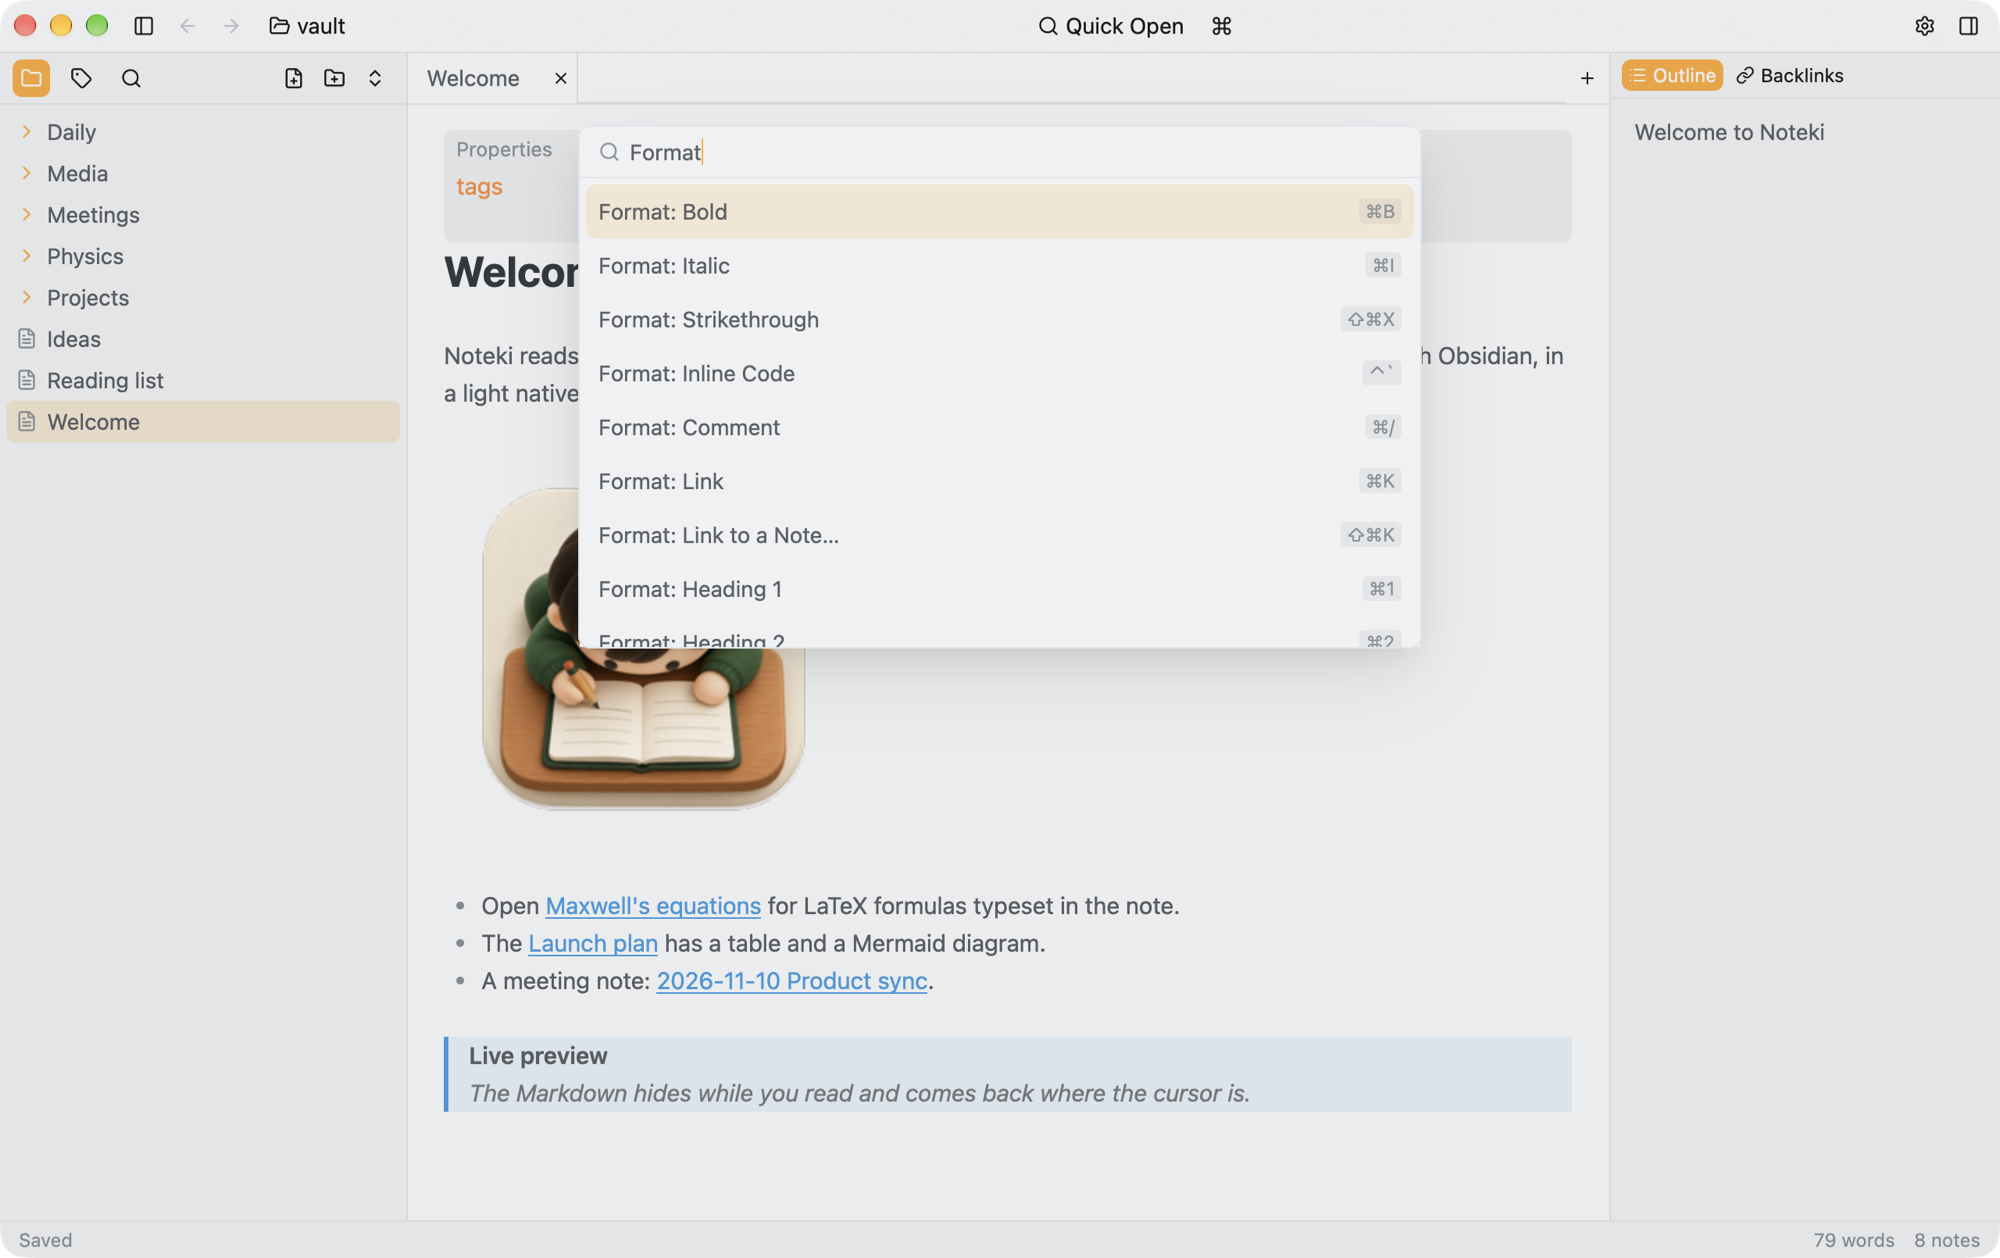 vault
Quick Open ⌘
Welcome
Outline
Backlinks
Daily
Media
Meetings
Physics
Projects
Ideas
Reading list
Welcome
Properties
tags
Format
Format: Bold ⌘B
Format: Italic ⌘I
Format: Strikethrough ⇧⌘X
Format: Inline Code ^`
Format: Comment ⌘/
Format: Link ⌘K
Format: Link to a Note... ⇧⌘K
Format: Heading 1 ⌘1
Format: Heading 2 ⌘2
Noteki reads
Obsidian, in
a light native
Open Maxwell's equations for LaTeX formulas typeset in the note.
The Launch plan has a table and a Mermaid diagram.
A meeting note: 2026-11-10 Product sync.
Live preview
The Markdown hides while you read and comes back where the cursor is.
Welcome to Noteki
Saved
79 words 8 notes